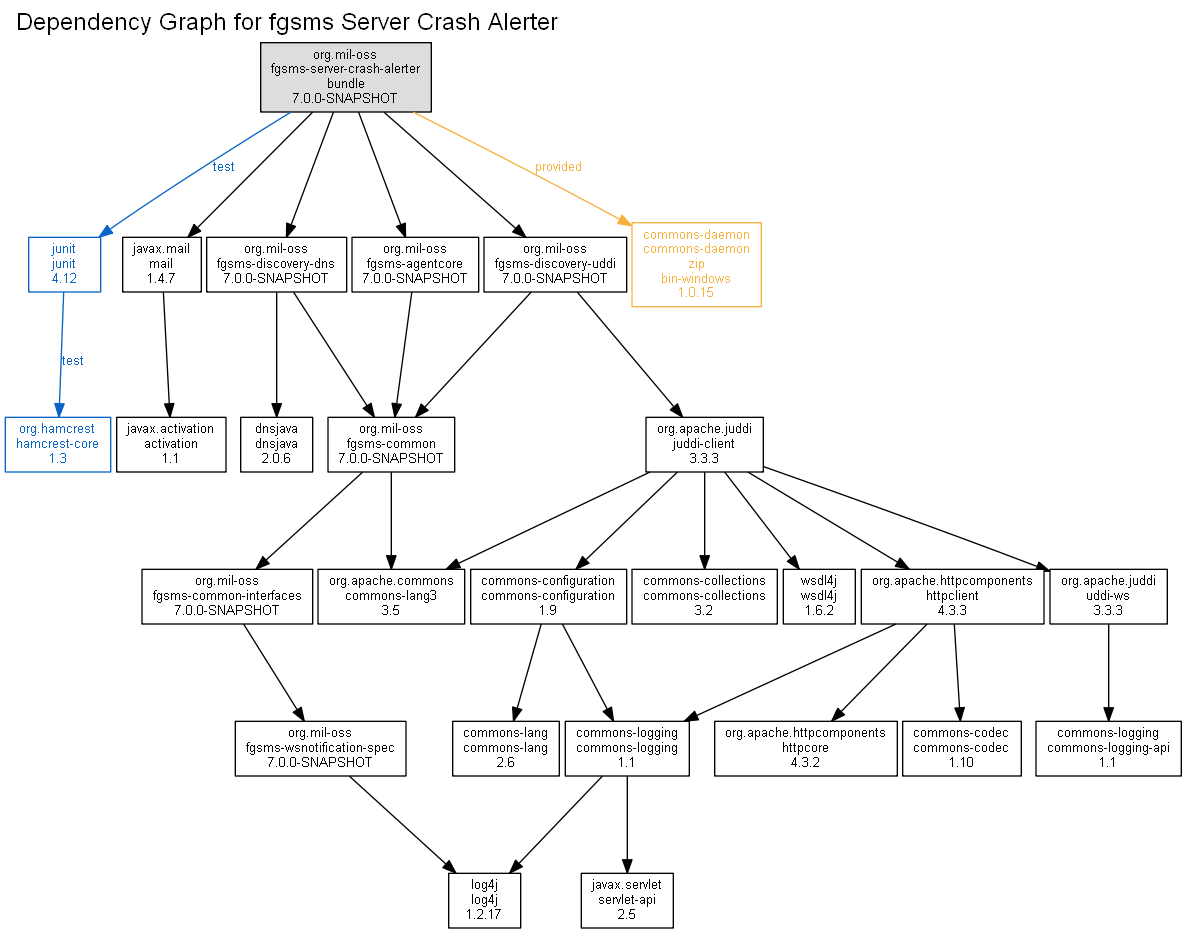 Dependency Graph for fgsms Server Crash Alerter
org.mil-oss
fgsms-server-crash-alerter
bundle
7.0.0-SNAPSHOT
test
provided
junit
junit
4.12
javax.mail
mail
1.4.7
org.mil-oss
fgsms-discovery-dns
7.0.0-SNAPSHOT
org.mil-oss
fgsms-agentcore
7.0.0-SNAPSHOT
org.mil-oss
fgsms-discovery-uddi
7.0.0-SNAPSHOT
commons-daemon
commons-daemon
zip
bin-windows
1.0.15
test
org.hamcrest
hamcrest-core
1.3
javax.activation
activation
1.1
dnsjava
dnsjava
2.0.6
org.mil-oss
fgsms-common
7.0.0-SNAPSHOT
org.apache.juddi
juddi-client
3.3.3
org.mil-oss
fgsms-common-interfaces
7.0.0-SNAPSHOT
org.apache.commons
commons-lang3
3.5
commons-configuration
commons-configuration
1.9
commons-collections
commons-collections
3.2
wsdl4j
wsdl4j
1.6.2
org.apache.httpcomponents
httpclient
4.3.3
org.apache.juddi
uddi-ws
3.3.3
org.mil-oss
fgsms-wsnotification-spec
7.0.0-SNAPSHOT
commons-lang
commons-lang
2.6
commons-logging
commons-logging
1.1
org.apache.httpcomponents
httpcore
4.3.2
commons-codec
commons-codec
1.10
commons-logging
commons-logging-api
1.1
log4j
log4j
1.2.17
javax.servlet
servlet-api
2.5